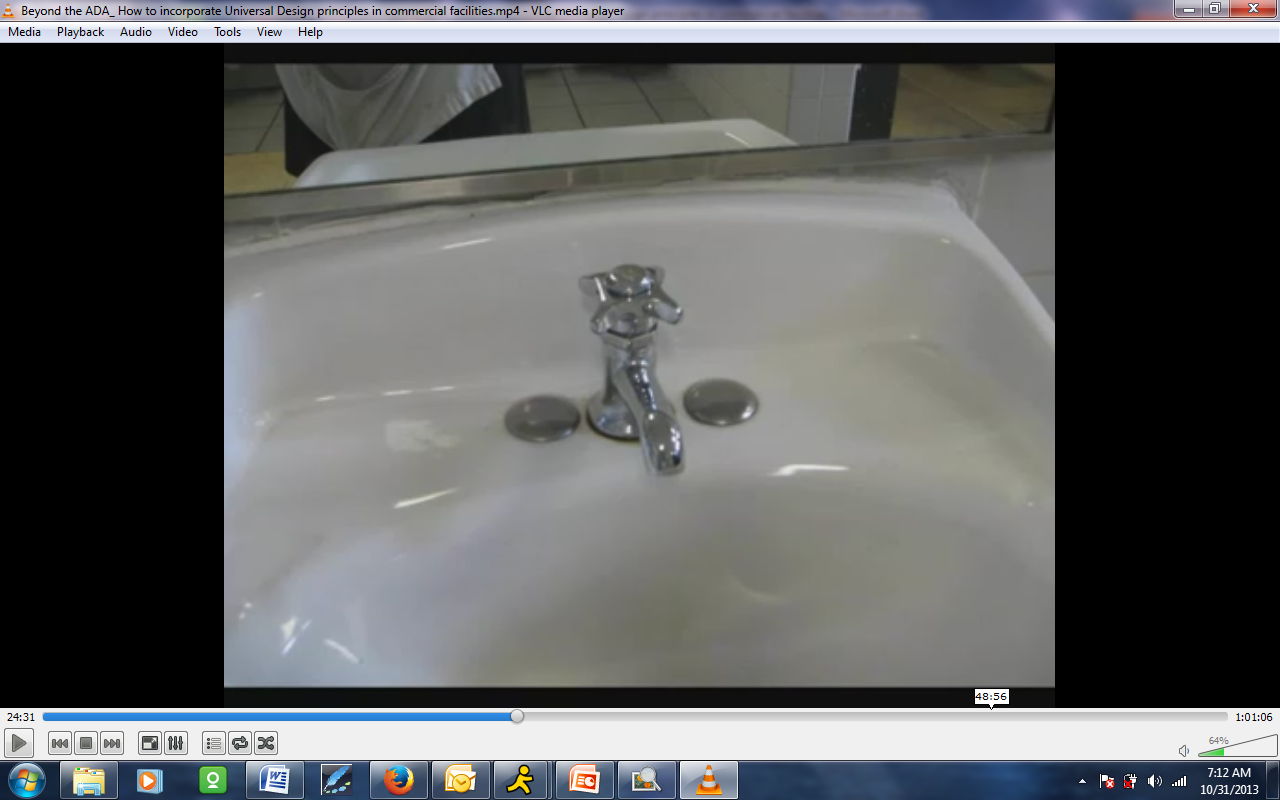 Beyond the ADA_ How to incorporate Universal Design principles in commercial facilities.mp4 - VLC media player
Media Playback Audio Video Tools View Help
48:56
24:31 1:01:06
64%
7:12 AM
10/31/2013